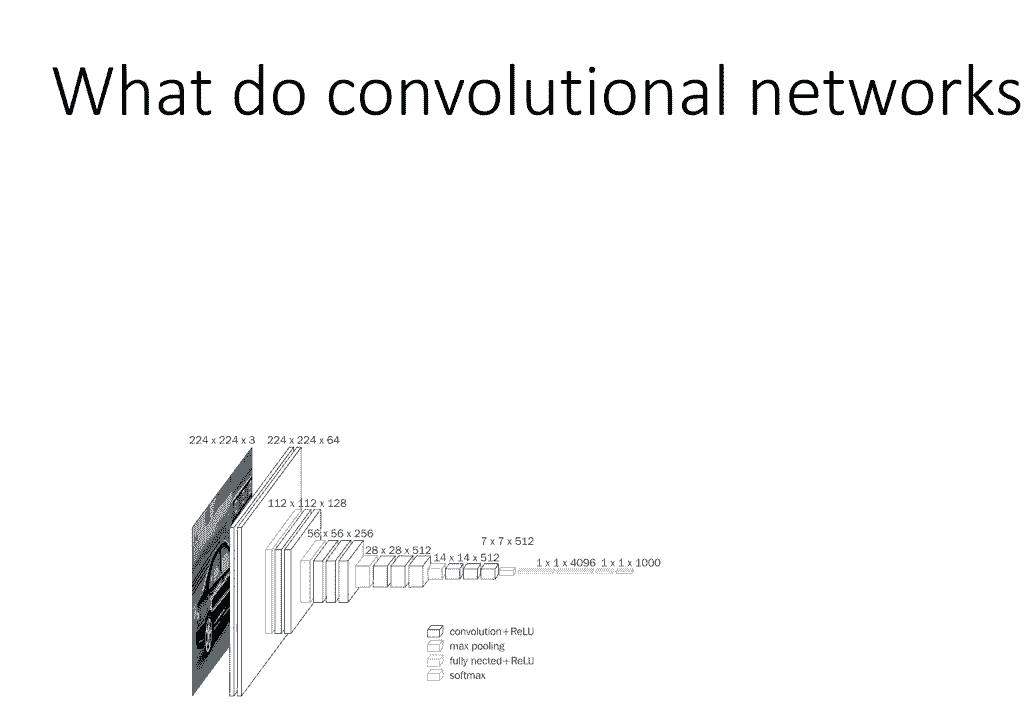 What do convolutional networks
224 x 224 x 3 224 x 224 x 64
112 x 112 x 128
56 x 56 x 256
28 x 28 x 512
14 x 14 x 512
7 x 7 x 512
1 x 1 x 4096 1 x 1 x 1000
convolution+ReLU
max pooling
fully nected+ReLU
softmax